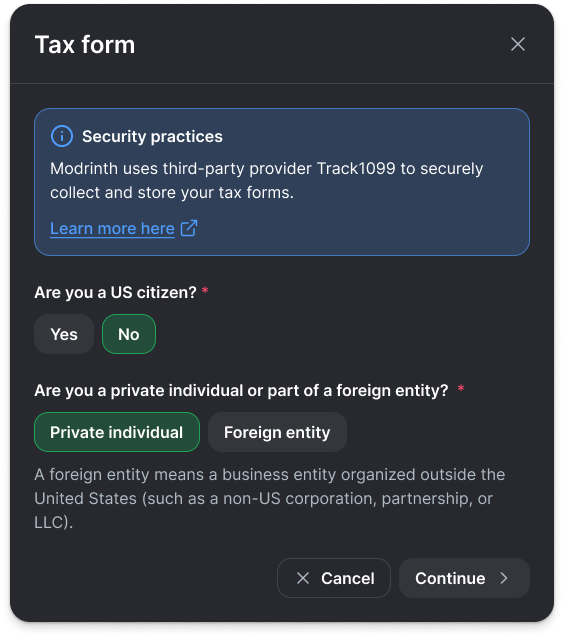 Tax form
Security practices
Modrinth uses third-party provider Track1099 to securely
collect and store your tax forms.
Learn more here
Are you a US citizen? *
Yes No
Are you a private individual or part of a foreign entity? *
Private individual Foreign entity
A foreign entity means a business entity organized outside the
United States (such as a non-US corporation, partnership, or
LLC).
Cancel Continue